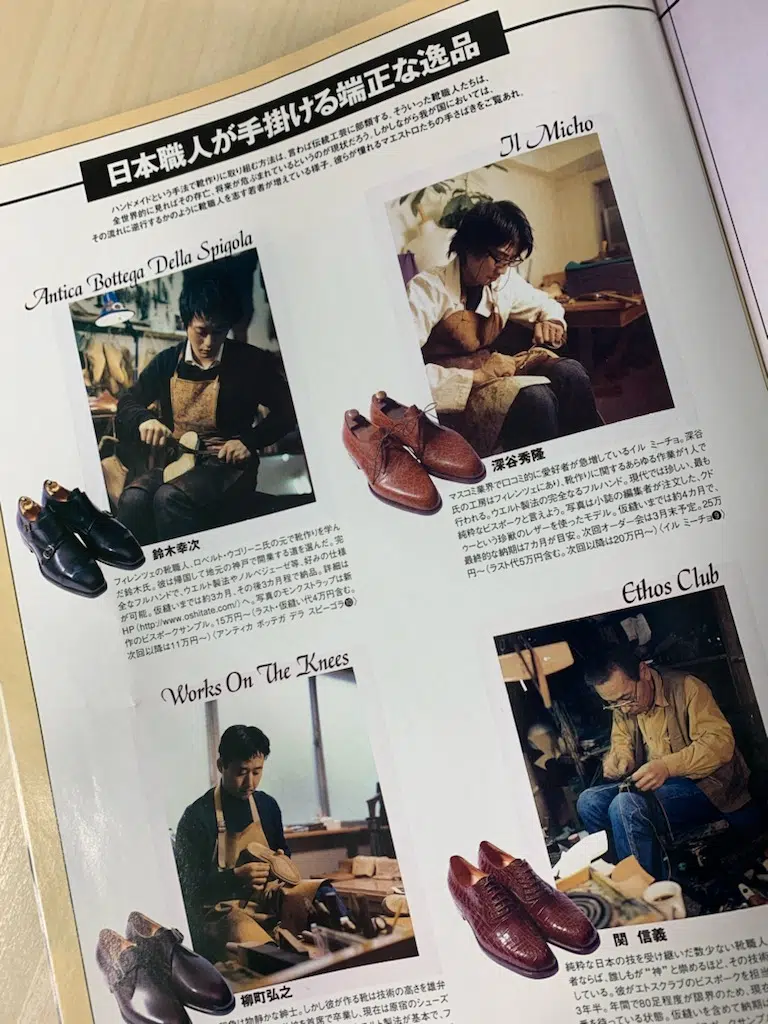 日本職人が手掛ける端正な逸品
ハンドメイドという手法で靴作りに取り組む方法は、言わば伝統工芸に部類する。そういった靴職人たちは、
全世界的に見ればその存亡、将来が危ぶまれているというのが現状だろう。しかしながら我が国においては、
その流れに逆行するかのように靴職人を志す若者が増えている様子。彼らが憧れるマエストロたちの手さばきをご覧あれ。
Antica Bottega Della Spigola
鈴木幸次
フィレンツェの靴職人、ロベルト・ウゴリーニ氏の元で靴作りを学ん
だ鈴木氏。彼は帰国して地元の神戸で開業する道を選んだ。完
全なフルハンドで、ウエルト製法やノルベジェーゼ等、好みの仕様
が可能。仮縫いまでは約3カ月、その後3カ月程で納品。詳細は
HP(http://www.oshitate.com/)へ。写真のモンクストラップは新
作のビスポークサンプル。15万円〜(ラスト・仮縫い代4万円含む。
次回以降は11万円〜)(アンティカ ボッテガ デラ スピーゴラ⑩)
Il Micho
深谷秀隆
マスコミ業界で口コミ的に愛好者が急増しているイル ミーチョ。深谷
氏の工房はフィレンツェにあり、靴作りに関するあらゆる作業が1人で
行われる。ウエルト製法の完全なるフルハンド。現代では珍しい、最も
純粋なビスポークと言えよう。写真は小誌の編集者が注文した、クド
ゥーという珍獣のレザーを使ったモデル。仮縫いまでは約4カ月で、
最終的な納期は7カ月が目安。次回オーダー会は3月末予定。25万
円〜(ラスト代5万円含む。次回以降は20万円〜)(イル ミーチョ⑨)
Works On The Knees
柳町弘之
物静かな紳士。しかし彼が作る靴は技術の高さを雄弁
を首席で卒業し、現在は原宿のシューズ
ルト製法が基本で、フ
Ethos Club
関 信義
純粋な日本の技を受け継いだ数少ない靴職人
者ならば、誰しもが“神”と崇めるほど、その技術
している。彼がエトスクラブのビスポークを担当
3年半。年間で80足程度が限界のため、現在
番を待っている状態。仮縫いを含めて納期は